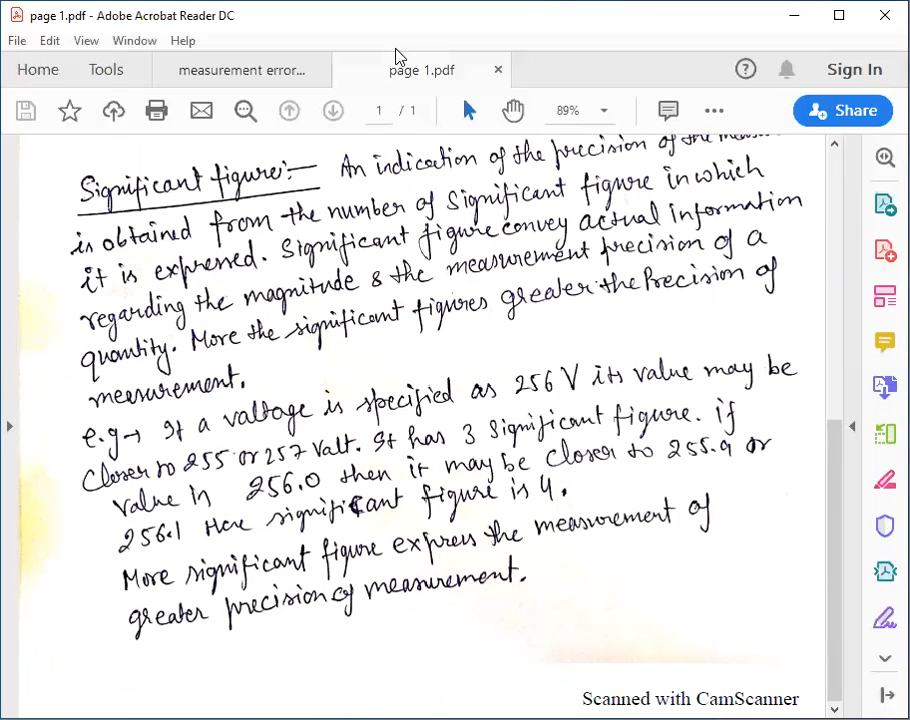 page 1.pdf - Adobe Acrobat Reader DC
File Edit View Window Help
Home Tools measurement error... page 1.pdf × Sign In
1 / 1 89% Share
Significant figure:- An indication of the precision of the
is obtained from the number of Significant figure in which
it is expressed. Significant figure convey actual information
regarding the magnitude & the measurement precision of a
quantity. More the significant figures greater the Precision of
measurement.
e.g→ If a valtage is specified as 256 V its value may be
closer to 255 or 257 Valt. It has 3 Significant figure. if
value is 256.0 then it may be closer to 255.9 or
256.1 Here significant figure is 4.
More significant figure express the measurement of
greater precision of measurement.
Scanned with CamScanner